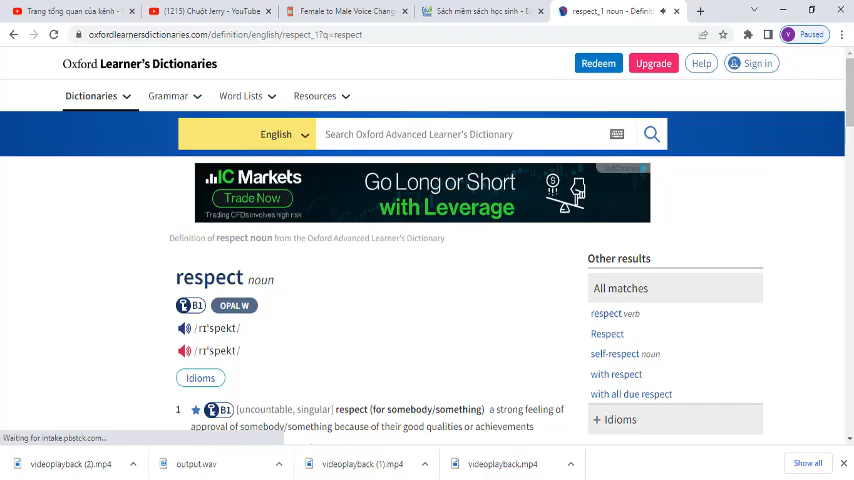 Trang tổng quan của kênh - Y
(1215) Chuột Jerry - YouTube
Female to Male Voice Chang
Sách mềm sách học sinh - En
respect_1 noun - Definiti
oxfordlearnersdictionaries.com/definition/english/respect_1?q=respect
V Paused
Oxford Learner's Dictionaries
Redeem
Upgrade
Help
Sign in
Dictionaries
Grammar
Word Lists
Resources
English
Search Oxford Advanced Learner's Dictionary
IC Markets
Trade Now
Trading CFDs involves high risk
Go Long or Short
with Leverage
Definition of respect noun from the Oxford Advanced Learner's Dictionary
respect noun
B1 OPAL W
/rɪˈspekt/
/rɪˈspekt/
Idioms
1 B1 [uncountable, singular] respect (for somebody/something) a strong feeling of
approval of somebody/something because of their good qualities or achievements
Other results
All matches
respect verb
Respect
self-respect noun
with respect
with all due respect
+ Idioms
Waiting for intake.pbstck.com...
videoplayback (2).mp4
output.wav
videoplayback (1).mp4
videoplayback.mp4
Show all